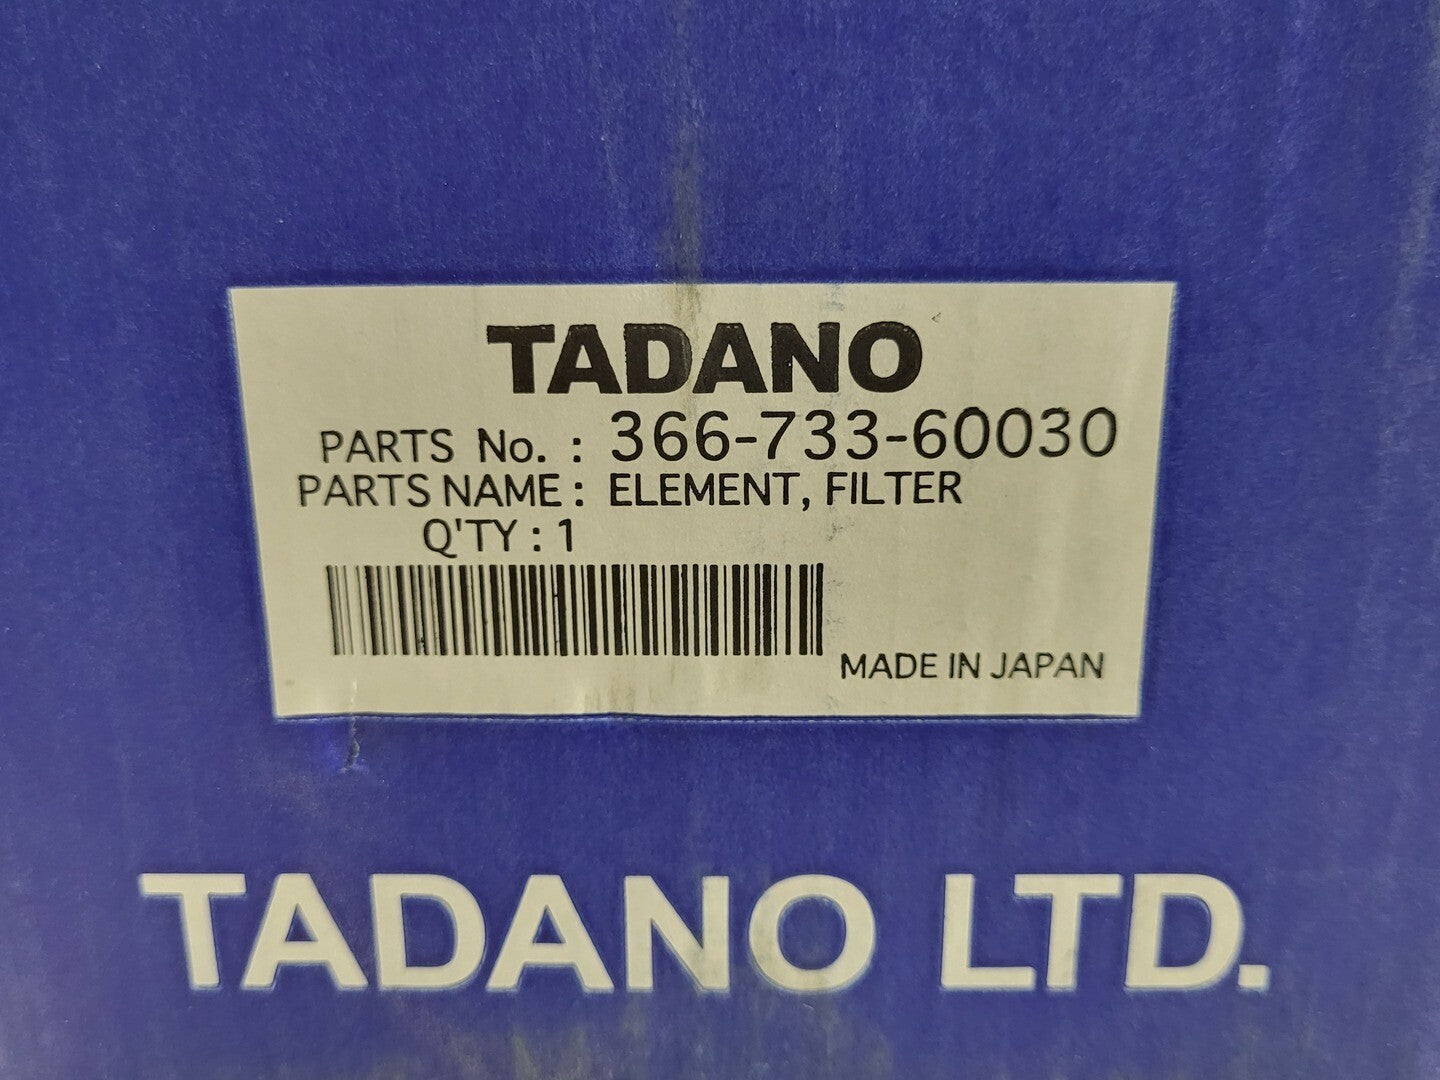 TADANO
PARTS No. : 366-733-60030
PARTS NAME : ELEMENT, FILTER
Q'TY : 1
MADE IN JAPAN
TADANO LTD.